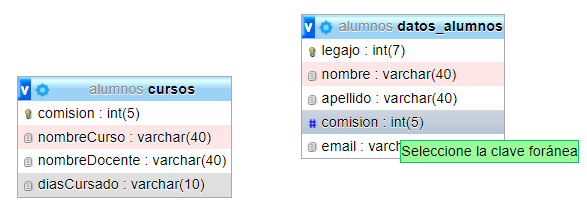 alumnos cursos
comision : int(5)
nombreCurso : varchar(40)
nombreDocente : varchar(40)
diasCursado : varchar(10)
alumnos datos_alumnos
legajo : int(7)
nombre : varchar(40)
apellido : varchar(40)
comision : int(5)
email : varc
Seleccione la clave foránea